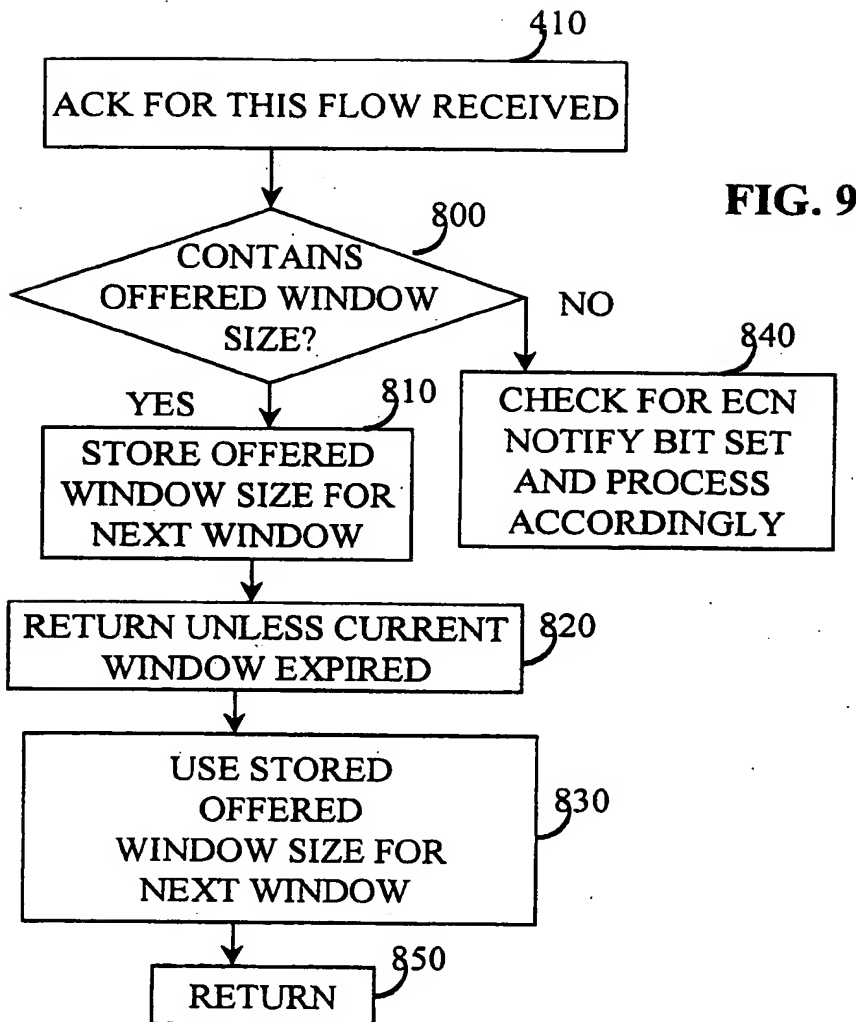 410
ACK FOR THIS FLOW RECEIVED
FIG. 9
800
CONTAINS
OFFERED WINDOW
SIZE?
NO
YES
810
840
STORE OFFERED
WINDOW SIZE FOR
NEXT WINDOW
CHECK FOR ECN
NOTIFY BIT SET
AND PROCESS
ACCORDINGLY
RETURN UNLESS CURRENT
WINDOW EXPIRED
820
USE STORED
OFFERED
WINDOW SIZE FOR
NEXT WINDOW
830
850
RETURN